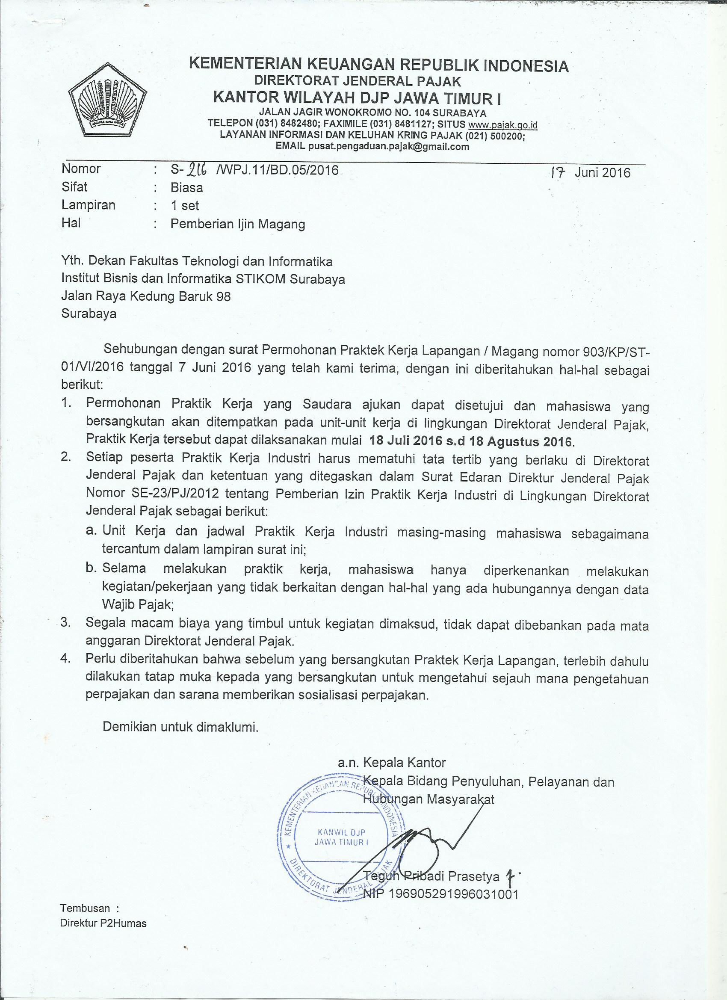 KEMENTERIAN KEUANGAN REPUBLIK INDONESIA
DIREKTORAT JENDERAL PAJAK
KANTOR WILAYAH DJP JAWA TIMUR I
JALAN JAGIR WONOKROMO NO. 104 SURABAYA
TELEPON (031) 8482480; FAXIMILE (031) 8481127; SITUS www.pajak.go.id
LAYANAN INFORMASI DAN KELUHAN KRING PAJAK (021) 500200;
EMAIL pusat.pengaduan.pajak@gmail.com
Nomor : S- 216 /WPJ.11/BD.05/2016 17 Juni 2016
Sifat : Biasa
Lampiran : 1 set
Hal : Pemberian Ijin Magang
Yth. Dekan Fakultas Teknologi dan Informatika
Institut Bisnis dan Informatika STIKOM Surabaya
Jalan Raya Kedung Baruk 98
Surabaya
Sehubungan dengan surat Permohonan Praktek Kerja Lapangan / Magang nomor 903/KP/ST-
01/VI/2016 tanggal 7 Juni 2016 yang telah kami terima, dengan ini diberitahukan hal-hal sebagai
berikut:
1. Permohonan Praktik Kerja yang Saudara ajukan dapat disetujui dan mahasiswa yang
bersangkutan akan ditempatkan pada unit-unit kerja di lingkungan Direktorat Jenderal Pajak,
Praktik Kerja tersebut dapat dilaksanakan mulai 18 Juli 2016 s.d 18 Agustus 2016.
2. Setiap peserta Praktik Kerja Industri harus mematuhi tata tertib yang berlaku di Direktorat
Jenderal Pajak dan ketentuan yang ditegaskan dalam Surat Edaran Direktur Jenderal Pajak
Nomor SE-23/PJ/2012 tentang Pemberian Izin Praktik Kerja Industri di Lingkungan Direktorat
Jenderal Pajak sebagai berikut:
a. Unit Kerja dan jadwal Praktik Kerja Industri masing-masing mahasiswa sebagaimana
tercantum dalam lampiran surat ini;
b. Selama melakukan praktik kerja, mahasiswa hanya diperkenankan melakukan
kegiatan/pekerjaan yang tidak berkaitan dengan hal-hal yang ada hubungannya dengan data
Wajib Pajak;
3. Segala macam biaya yang timbul untuk kegiatan dimaksud, tidak dapat dibebankan pada mata
anggaran Direktorat Jenderal Pajak.
4. Perlu diberitahukan bahwa sebelum yang bersangkutan Praktek Kerja Lapangan, terlebih dahulu
dilakukan tatap muka kepada yang bersangkutan untuk mengetahui sejauh mana pengetahuan
perpajakan dan sarana memberikan sosialisasi perpajakan.
Demikian untuk dimaklumi.
a.n. Kepala Kantor
Kepala Bidang Penyuluhan, Pelayanan dan
Hubungan Masyarakat
KEMENTERIAN KEUANGAN REPUBLIK INDONESIA
KANWIL DJP
JAWA TIMUR I
DIREKTORAT JENDERAL PAJAK
Teguh Pribadi Prasetya
NIP 196905291996031001
Tembusan :
Direktur P2Humas